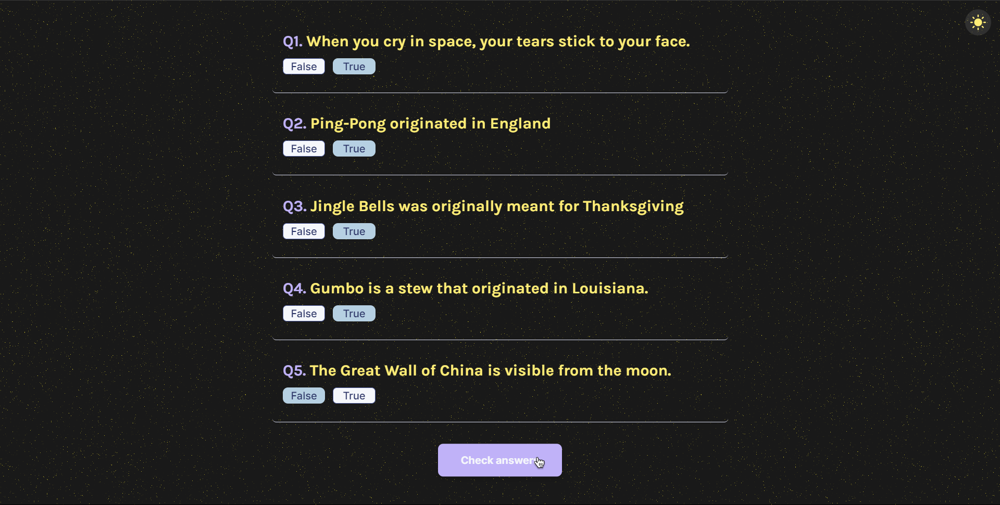 Q1. When you cry in space, your tears stick to your face.
False True
Q2. Ping-Pong originated in England
False True
Q3. Jingle Bells was originally meant for Thanksgiving
False True
Q4. Gumbo is a stew that originated in Louisiana.
False True
Q5. The Great Wall of China is visible from the moon.
False True
Check answer